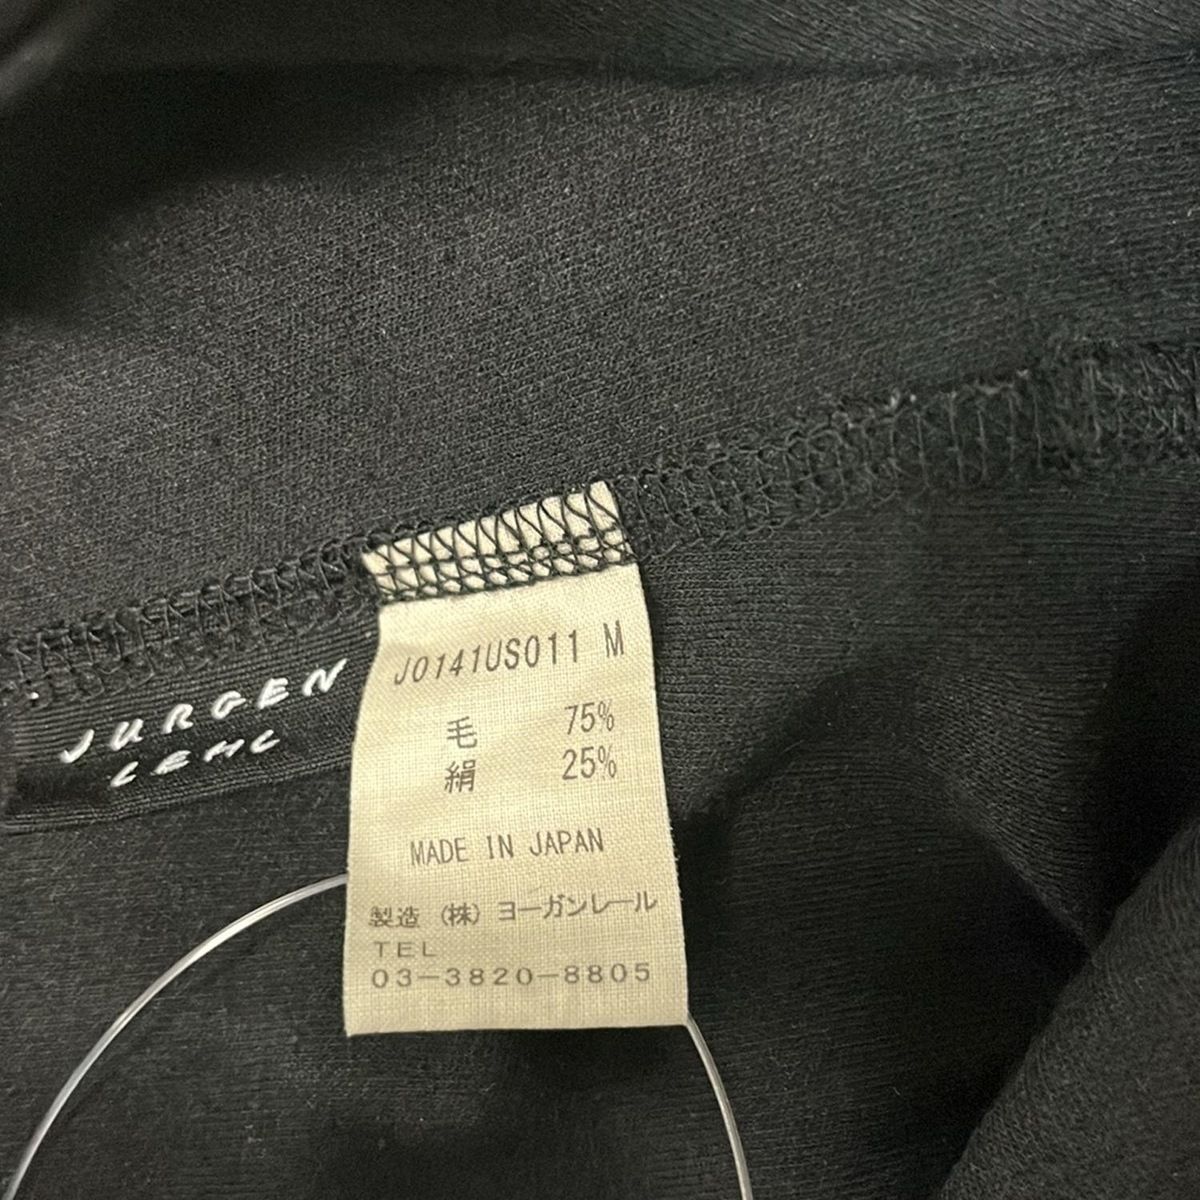 JURGEN
LEHL
J0141US011 M
毛 75%
絹 25%
MADE IN JAPAN
製造 (株) ヨーガンレール
TEL
03-3820-8805